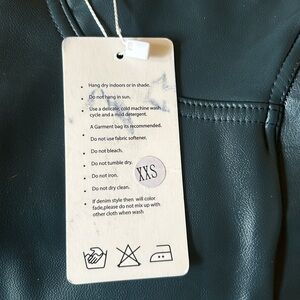 • Hang dry indoors or in shade.
• Do not hang in sun.
• Use a delicate, cold machine wash
cycle and a mild detergent.
• A Garment bag its recommended.
• Do not use fabric softener.
• Do not bleach.
• Do not tumble dry.
• Do not iron.
• Do not dry clean.
• If denim style then will color
fade,please do not mix up with
other cloth when wash
XXS